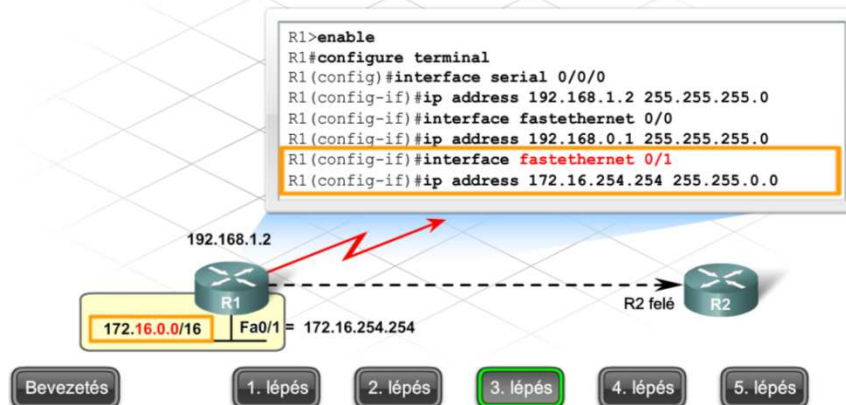 R1>enable
R1#configure terminal
R1(config)#interface serial 0/0/0
R1(config-if)#ip address 192.168.1.2 255.255.255.0
R1(config-if)#interface fastethernet 0/0
R1(config-if)#ip address 192.168.0.1 255.255.255.0
R1(config-if)#interface fastethernet 0/1
R1(config-if)#ip address 172.16.254.254 255.255.0.0
192.168.1.2
R1
R2 felé
R2
172.16.0.0/16
Fa0/1 = 172.16.254.254
Bevezetés
1. lépés
2. lépés
3. lépés
4. lépés
5. lépés